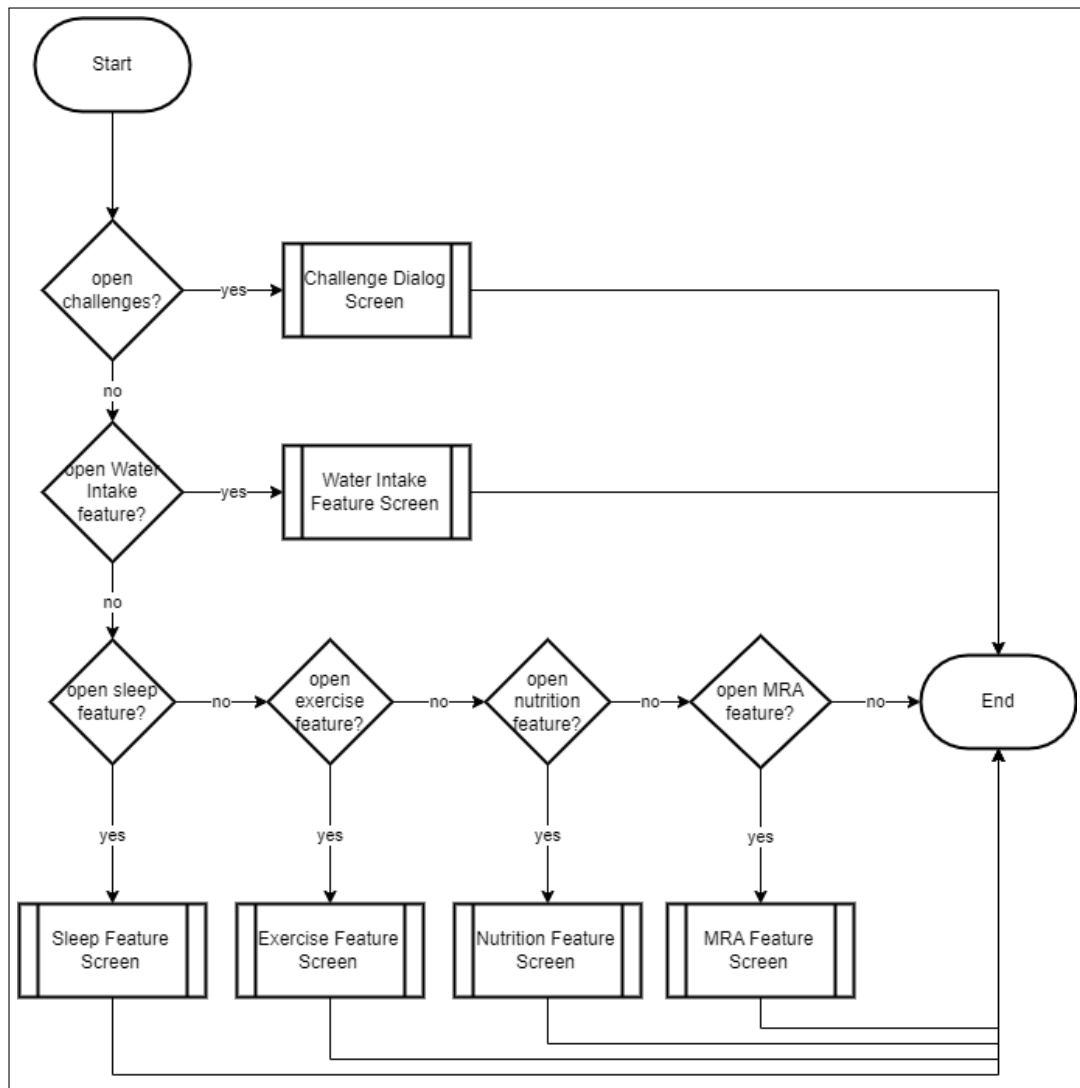 Start
open
challenges?
yes
Challenge Dialog
Screen
no
open Water
Intake
feature?
yes
Water Intake
Feature Screen
no
open sleep
feature?
no
open
exercise
feature?
no
open
nutrition
feature?
no
open MRA
feature?
no
End
yes
yes
yes
yes
Sleep Feature
Screen
Exercise Feature
Screen
Nutrition Feature
Screen
MRA Feature
Screen